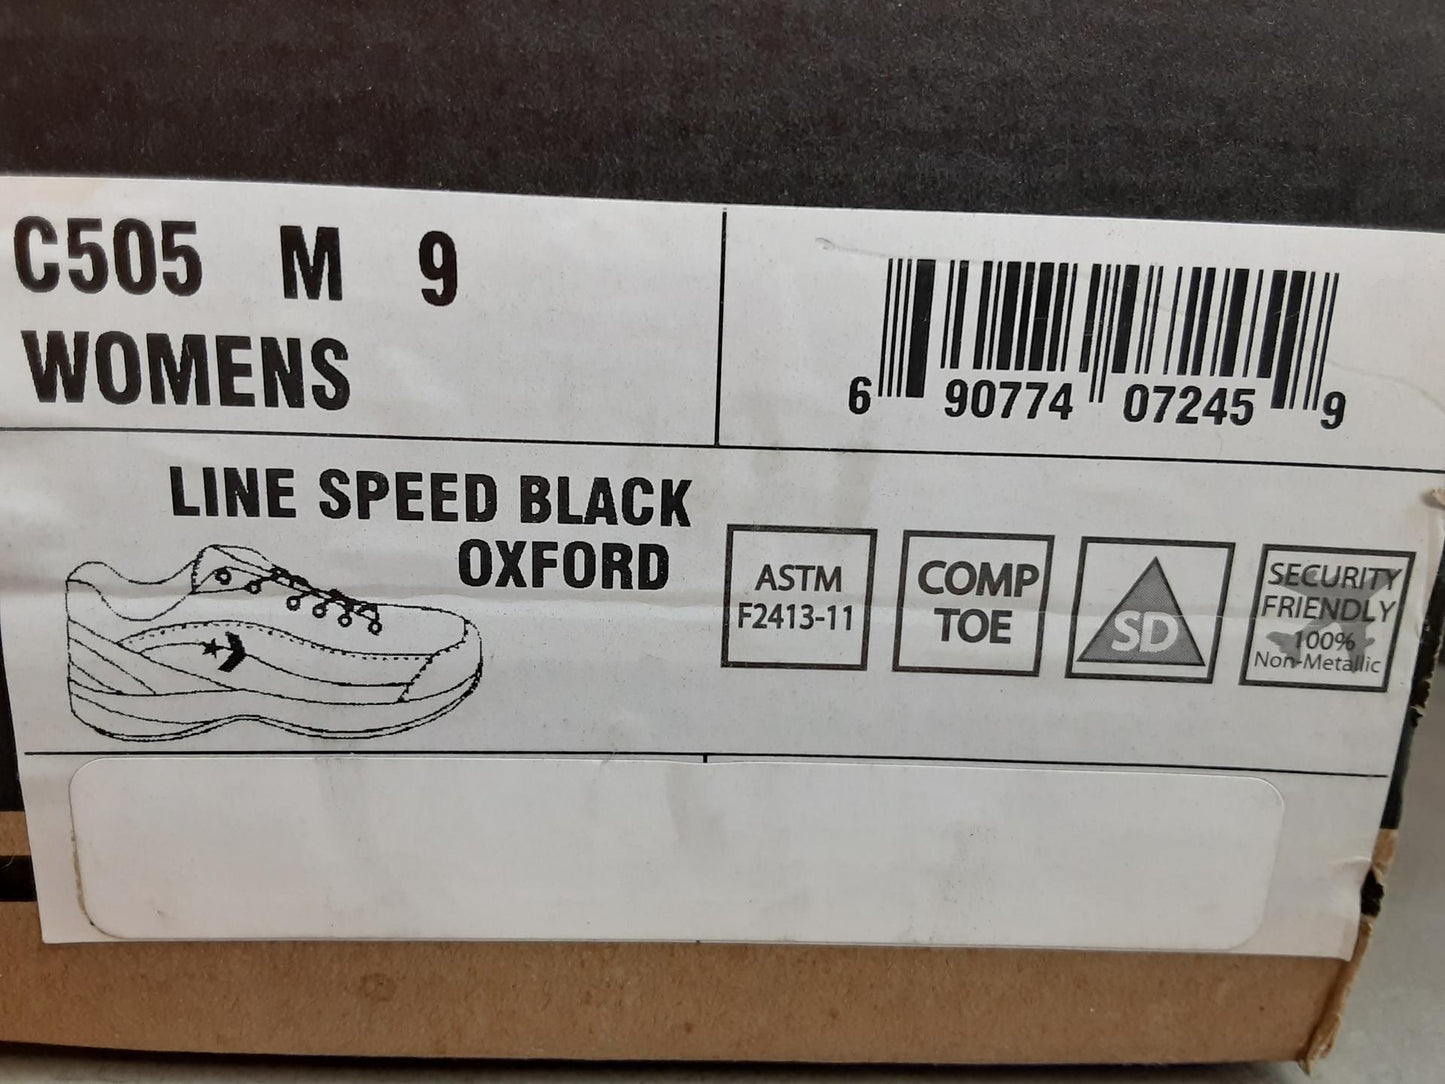 C505 M 9
WOMENS
6 90774 07245 9
LINE SPEED BLACK
OXFORD
ASTM
F2413-11
COMP
TOE
SD
SECURITY
FRIENDLY
100%
Non-Metallic